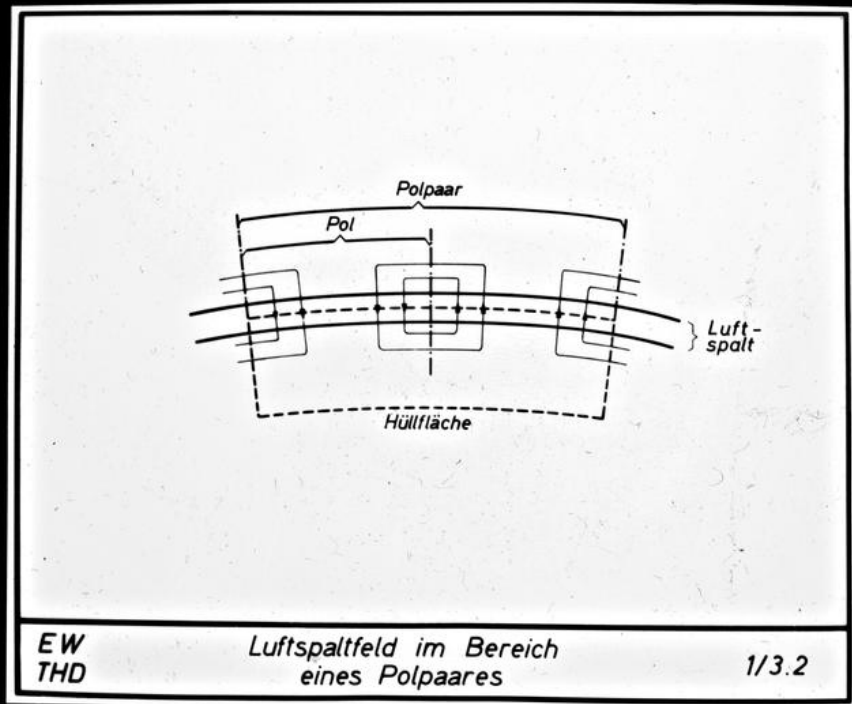 Polpaar
Pol
Luft-
spalt
Hüllfläche
EW
THD
Luftspaltfeld im Bereich
eines Polpaares
1/3.2